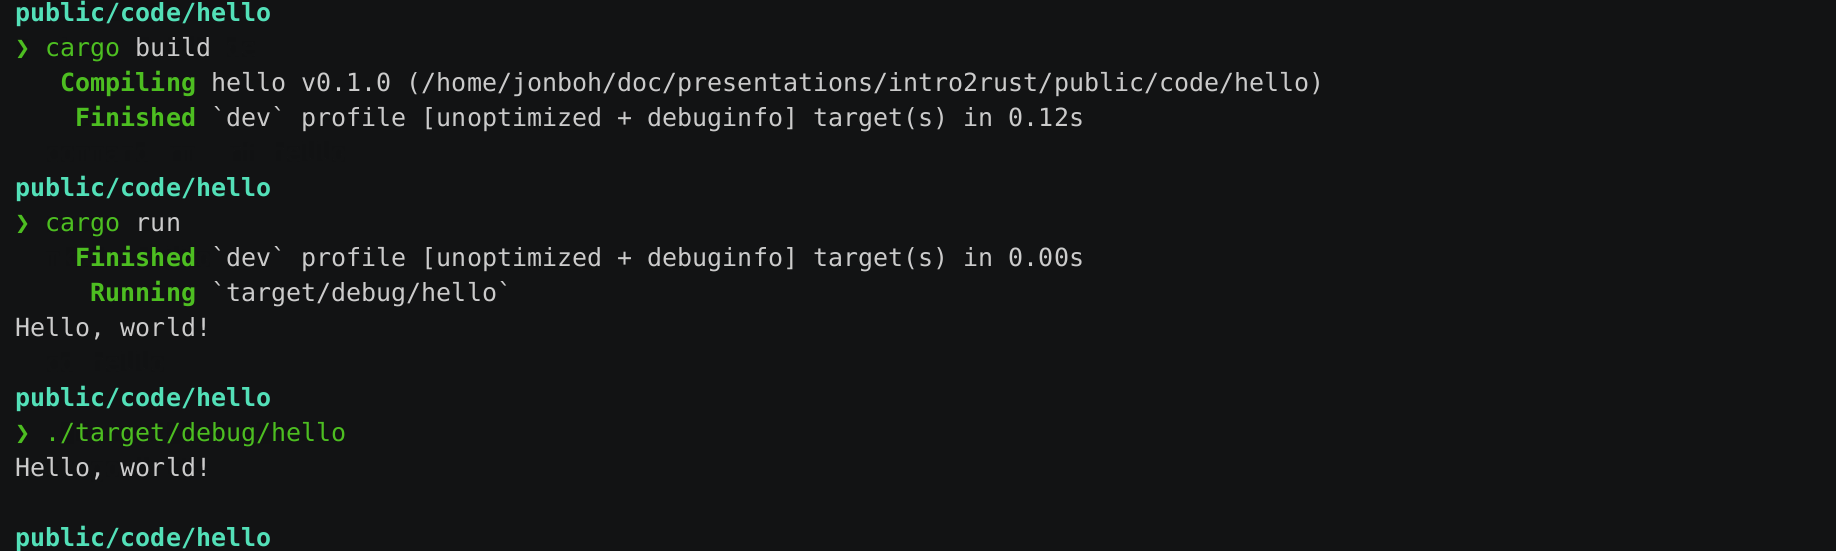 public/code/hello
❯ cargo build
   Compiling hello v0.1.0 (/home/jonboh/doc/presentations/intro2rust/public/code/hello)
    Finished `dev` profile [unoptimized + debuginfo] target(s) in 0.12s
public/code/hello
❯ cargo run
    Finished `dev` profile [unoptimized + debuginfo] target(s) in 0.00s
     Running `target/debug/hello`
Hello, world!
public/code/hello
❯ ./target/debug/hello
Hello, world!
public/code/hello